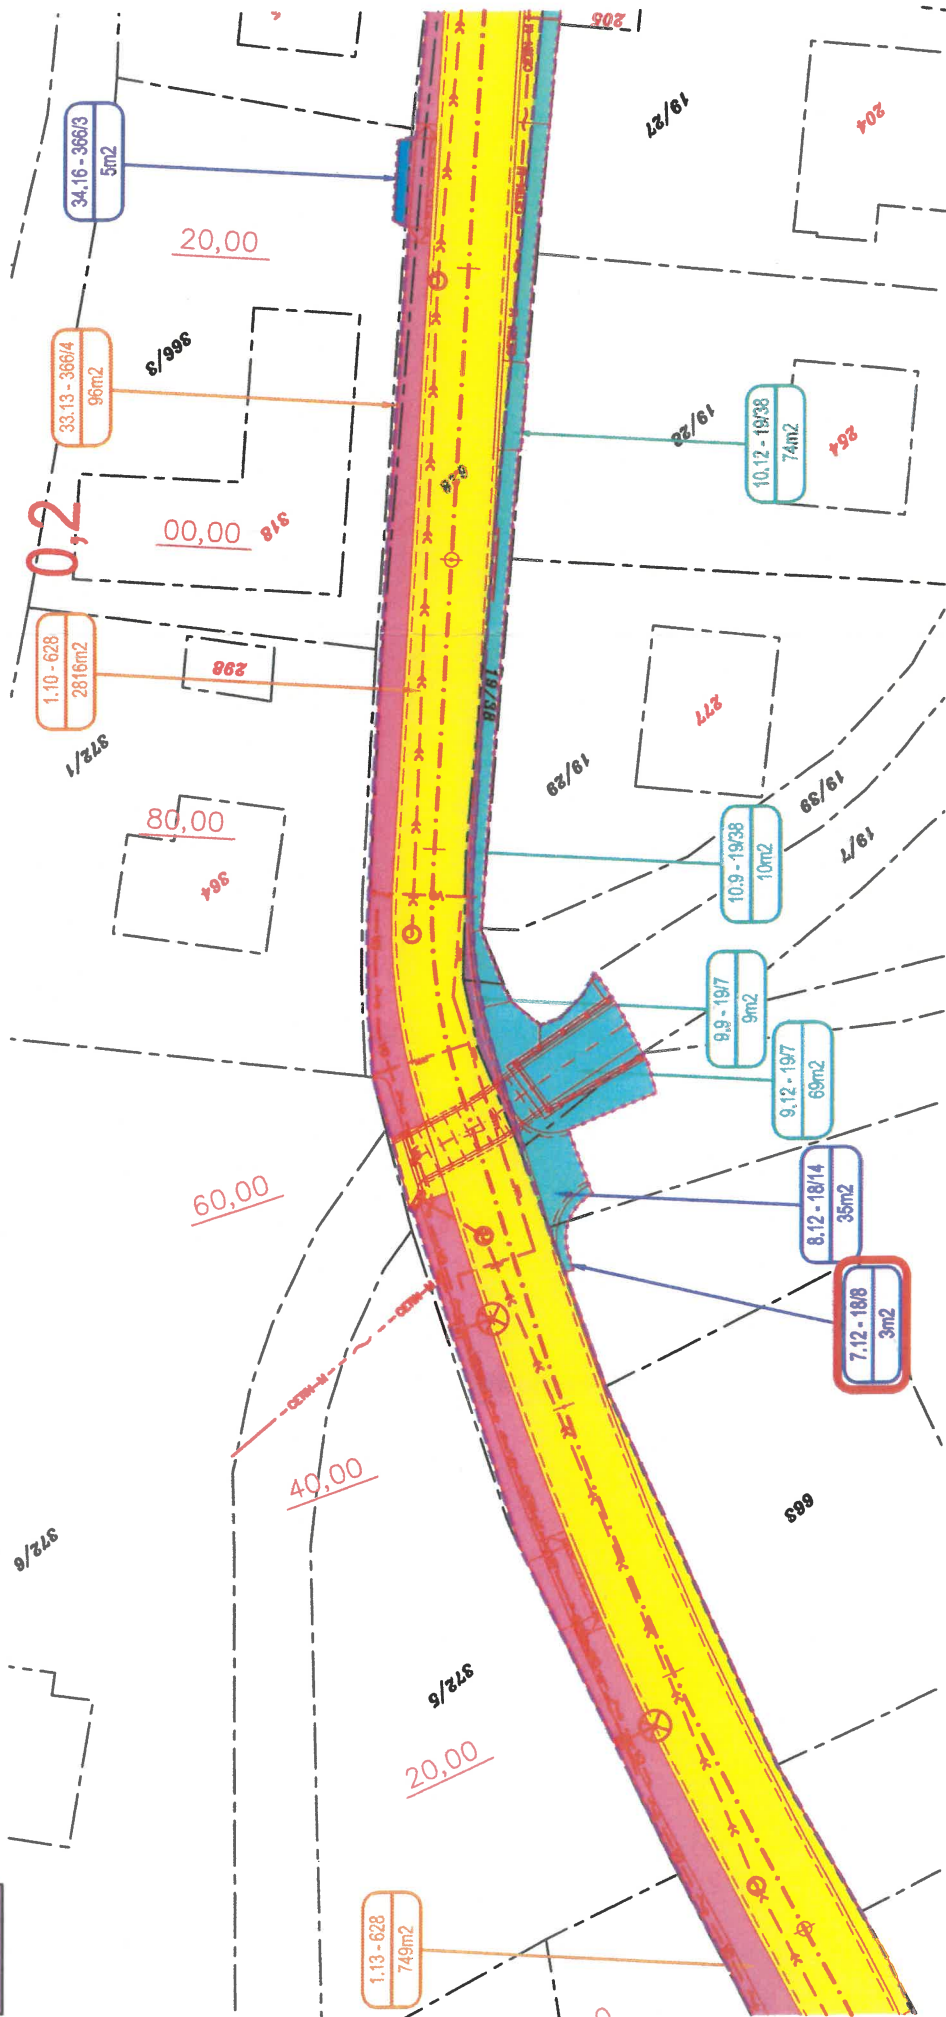 205
34.16 - 366/3
5m2
19/27
204
20,00
33.13 - 366/4
96m2
366/3
0,2
00,00
318
628
19/28
10.12 - 19/38
74m2
264
1.10 - 628
2816m2
298
372/1
19/38
277
19/29
19/39
19/7
80,00
364
10.9 - 19/38
10m2
9.9 - 19/7
9m2
9.12 - 19/7
69m2
60,00
8.12 - 18/14
35m2
7.12 - 18/8
3m2
40,00
663
372/6
372/5
20,00
1.13 - 628
749m2